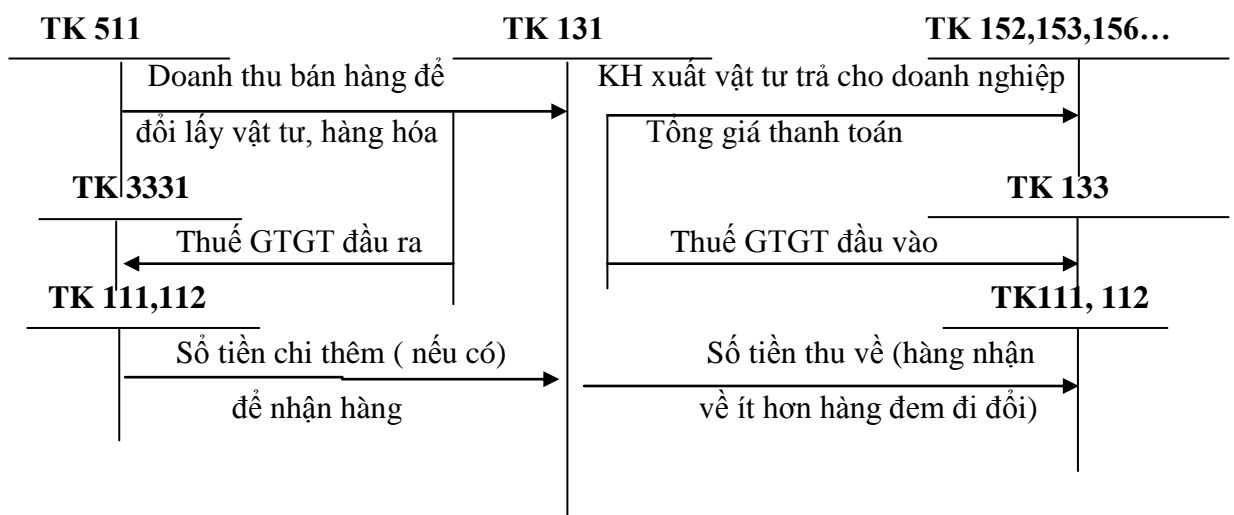 TK 511 TK 131 TK 152,153,156…
Doanh thu bán hàng để KH xuất vật tư trả cho doanh nghiệp
đổi lấy vật tư, hàng hóa Tổng giá thanh toán
TK 3331 TK 133
Thuế GTGT đầu ra Thuế GTGT đầu vào
TK 111,112 TK111, 112
Sổ tiền chi thêm ( nếu có) Số tiền thu về (hàng nhận
để nhận hàng về ít hơn hàng đem đi đổi)